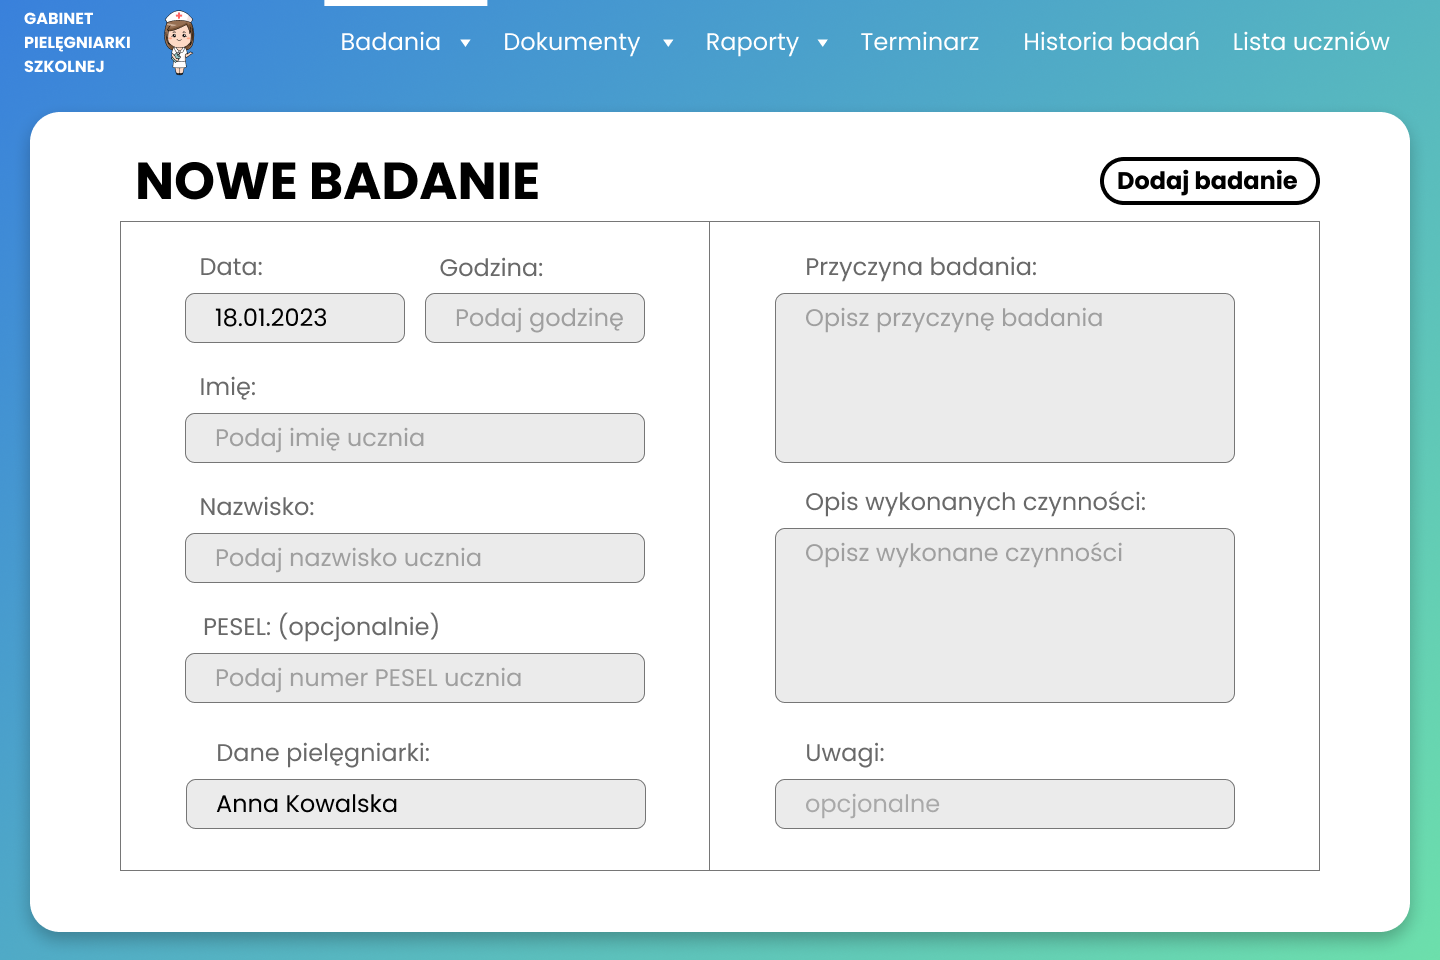 GABINET
PIELĘGNIARKI
SZKOLNEJ
Badania
Dokumenty
Raporty
Terminarz
Historia badań
Lista uczniów
NOWE BADANIE
Dodaj badanie
Data:
Godzina:
18.01.2023
Podaj godzinę
Imię:
Podaj imię ucznia
Nazwisko:
Podaj nazwisko ucznia
PESEL: (opcjonalnie)
Podaj numer PESEL ucznia
Dane pielęgniarki:
Anna Kowalska
Przyczyna badania:
Opisz przyczynę badania
Opis wykonanych czynności:
Opisz wykonane czynności
Uwagi:
opcjonalne